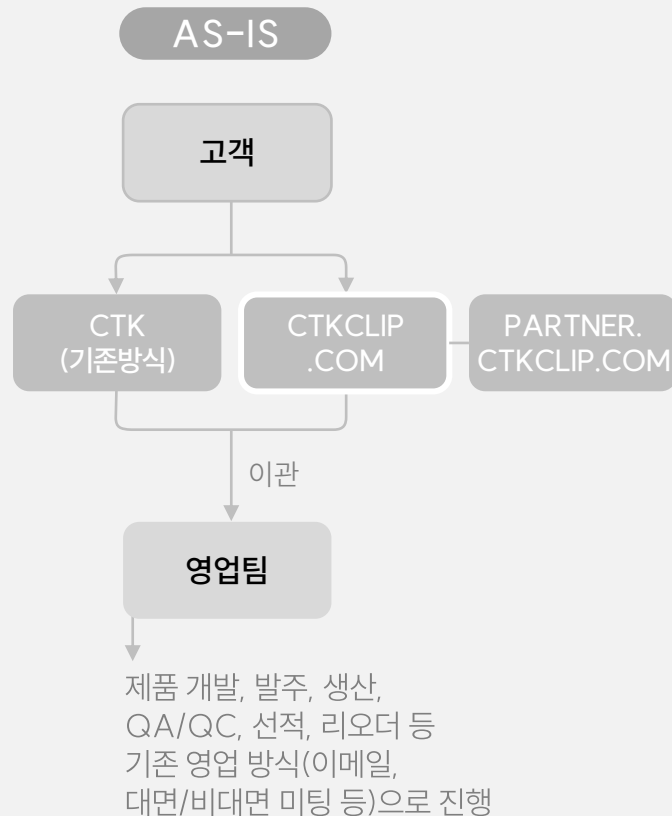 AS-IS
고객
CTK
(기존방식)
CTKCLIP
.COM
PARTNER.
CTKCLIP.COM
이관
영업팀
제품 개발, 발주, 생산,
QA/QC, 선적, 리오더 등
기존 영업 방식(이메일,
대면/비대면 미팅 등)으로 진행